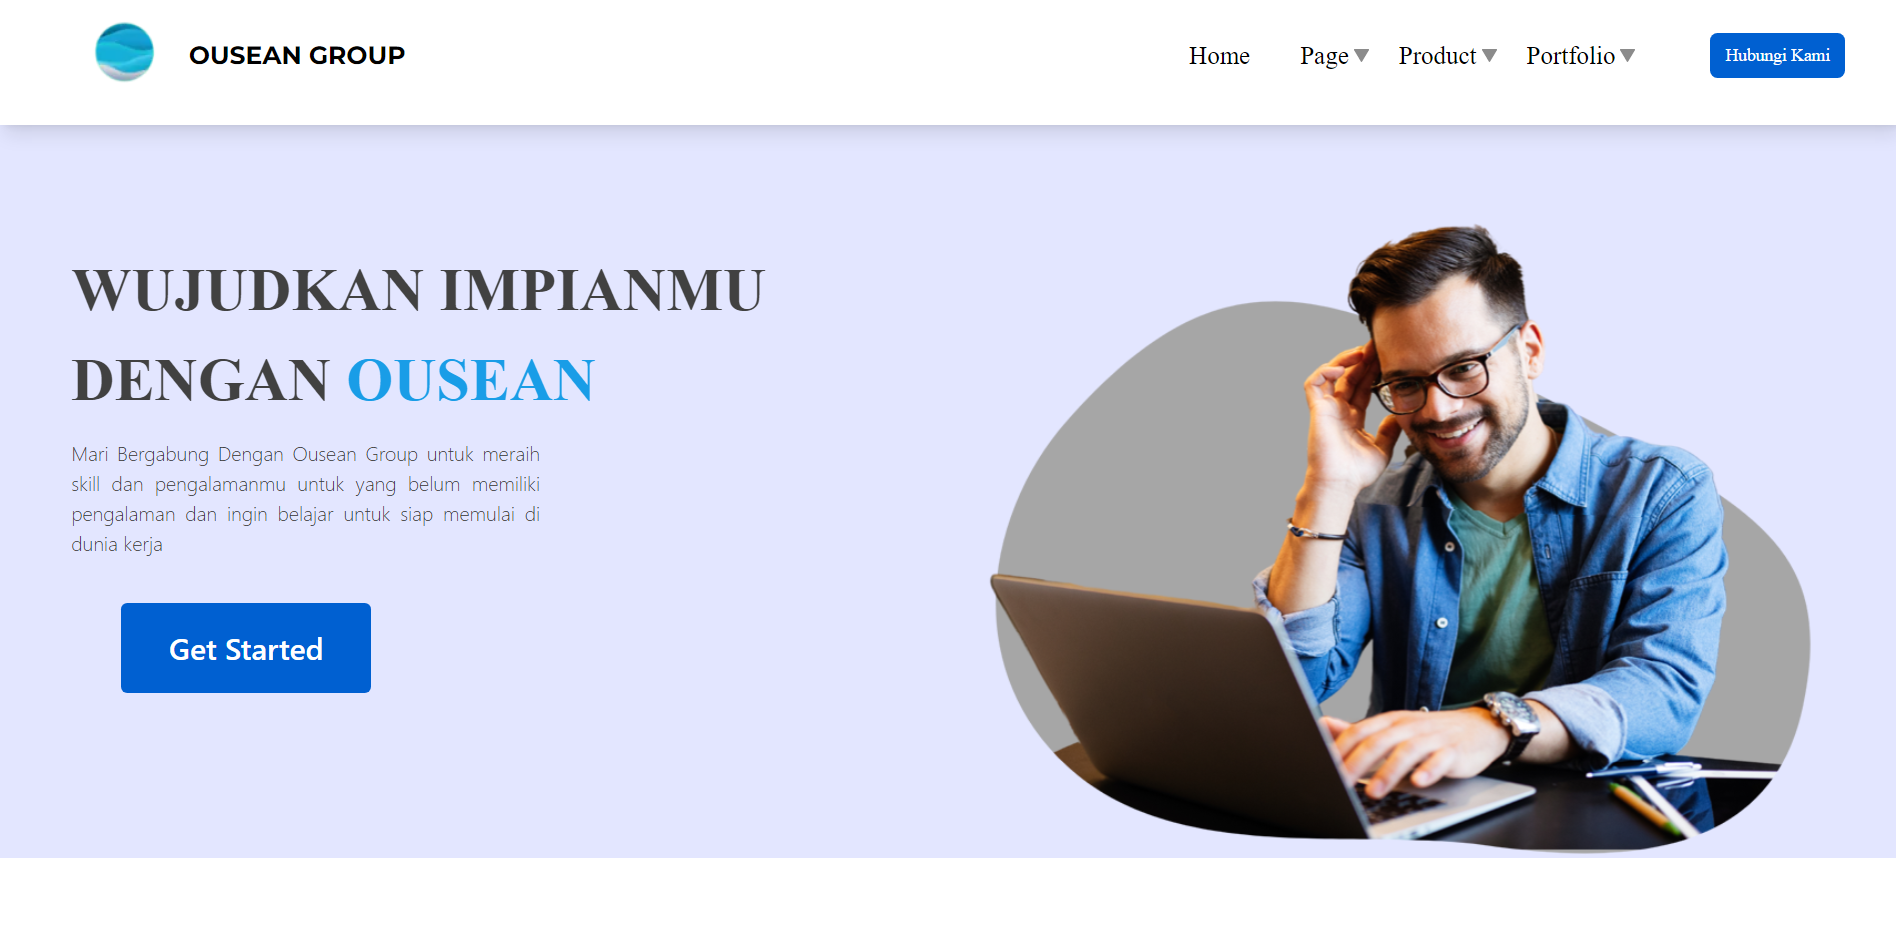 OUSEAN GROUP
Home Page Product Portfolio Hubungi Kami
WUJUDKAN IMPIANMU
DENGAN OUSEAN
Mari Bergabung Dengan Ousean Group untuk meraih
skill dan pengalamanmu untuk yang belum memiliki
pengalaman dan ingin belajar untuk siap memulai di
dunia kerja
Get Started